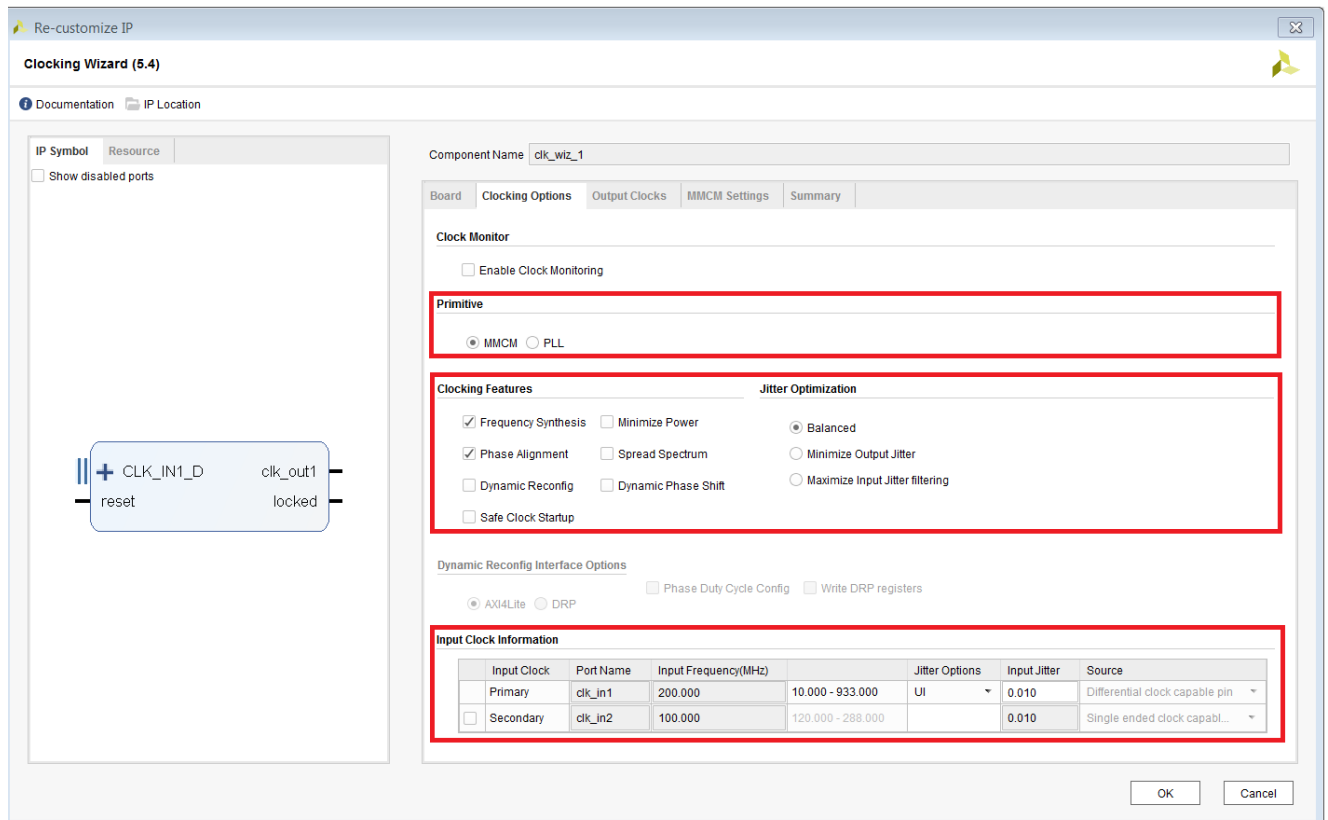 Re-customize IP
Clocking Wizard (5.4)
Documentation IP Location
IP Symbol Resource
Show disabled ports
CLK_IN1_D clk_out1
reset locked
Component Name clk_wiz_1
Board Clocking Options Output Clocks MMCM Settings Summary
Clock Monitor
Enable Clock Monitoring
Primitive
MMCM PLL
Clocking Features Jitter Optimization
Frequency Synthesis Minimize Power Balanced
Phase Alignment Spread Spectrum Minimize Output Jitter
Dynamic Reconfig Dynamic Phase Shift Maximize Input Jitter filtering
Safe Clock Startup
Dynamic Reconfig Interface Options
Phase Duty Cycle Config Write DRP registers
AXI4Lite DRP
Input Clock Information
Input Clock Port Name Input Frequency(MHz) Jitter Options Input Jitter Source
Primary clk_in1 200.000 10.000 - 933.000 UI 0.010 Differential clock capable pin
Secondary clk_in2 100.000 120.000 - 288.000 0.010 Single ended clock capabl...
OK Cancel